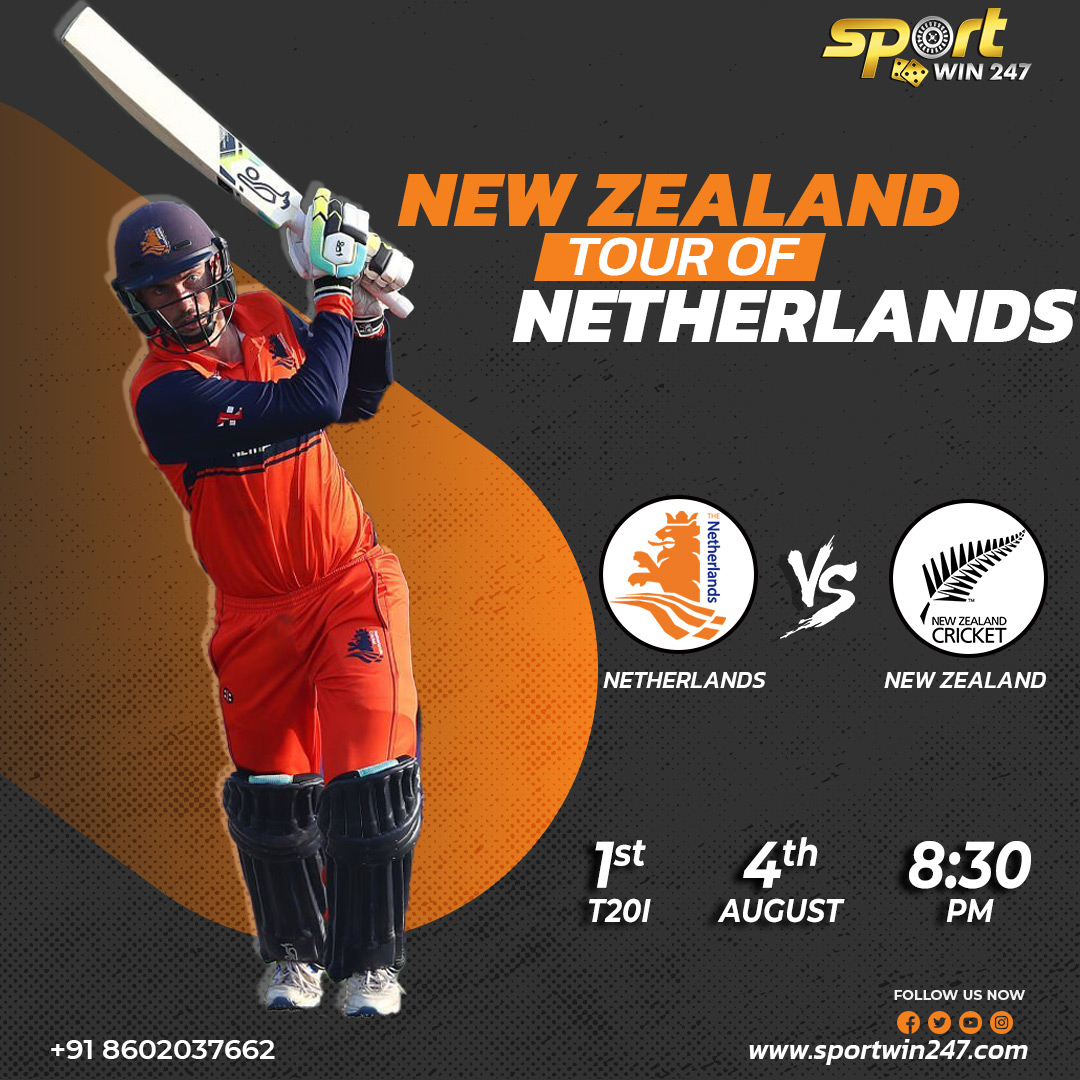 sport
WIN 247
NEW ZEALAND
TOUR OF
NETHERLANDS
THE
Netherlands
VS
NEW ZEALAND
CRICKET
TM
NETHERLANDS
NEW ZEALAND
1st
T20I
4th
AUGUST
8:30
PM
FOLLOW US NOW
+91 8602037662
www.sportwin247.com